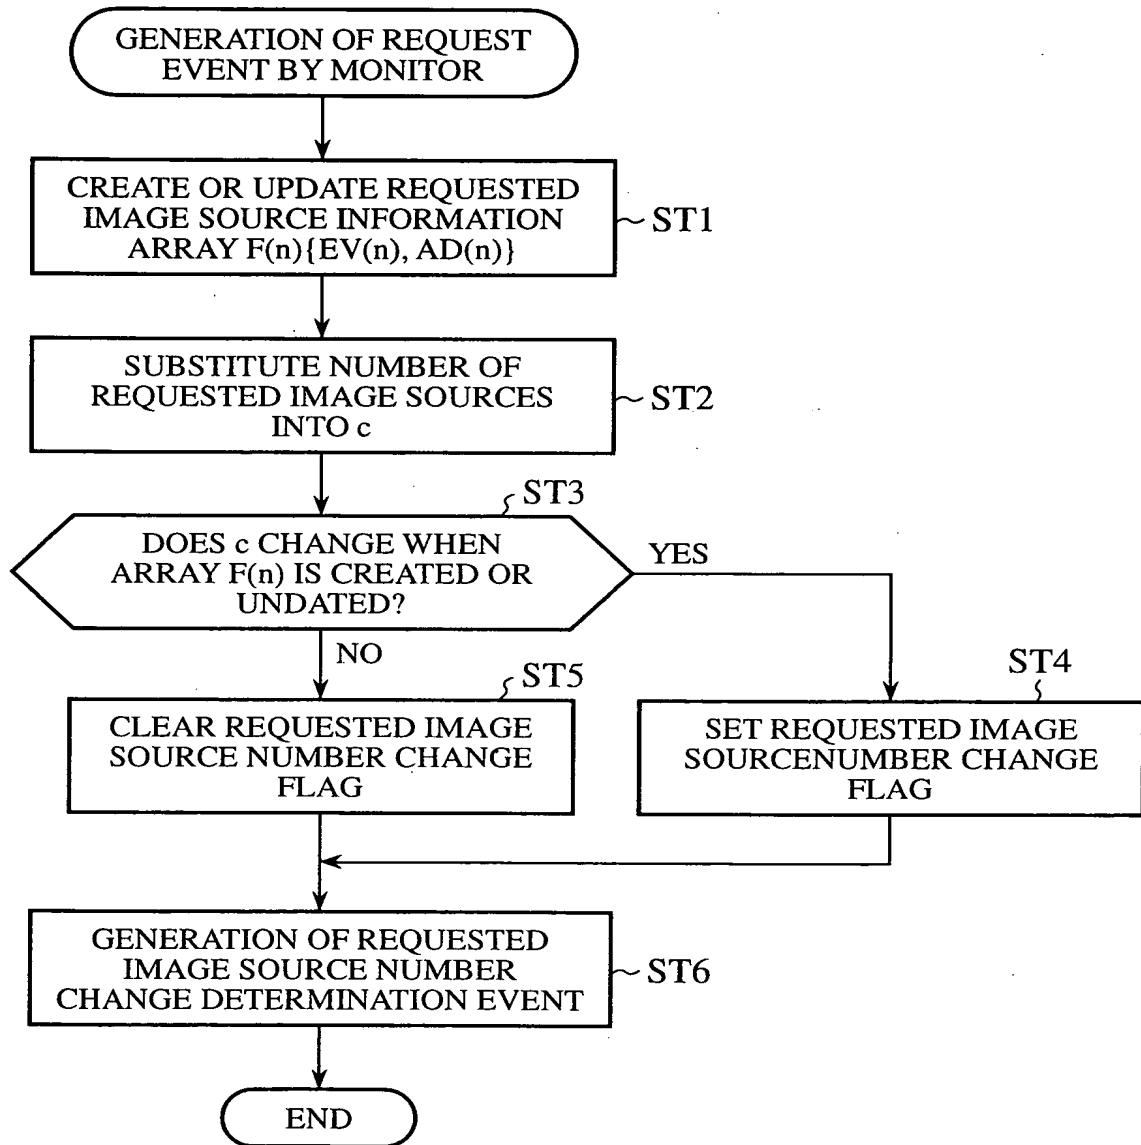 GENERATION OF REQUEST
EVENT BY MONITOR
CREATE OR UPDATE REQUESTED
IMAGE SOURCE INFORMATION
ARRAY F(n){EV(n), AD(n)}
ST1
SUBSTITUTE NUMBER OF
REQUESTED IMAGE SOURCES
INTO c
ST2
ST3
DOES c CHANGE WHEN
ARRAY F(n) IS CREATED OR
UNDATED?
YES
NO
ST5
CLEAR REQUESTED IMAGE
SOURCE NUMBER CHANGE
FLAG
ST4
SET REQUESTED IMAGE
SOURCENUMBER CHANGE
FLAG
GENERATION OF REQUESTED
IMAGE SOURCE NUMBER
CHANGE DETERMINATION EVENT
ST6
END